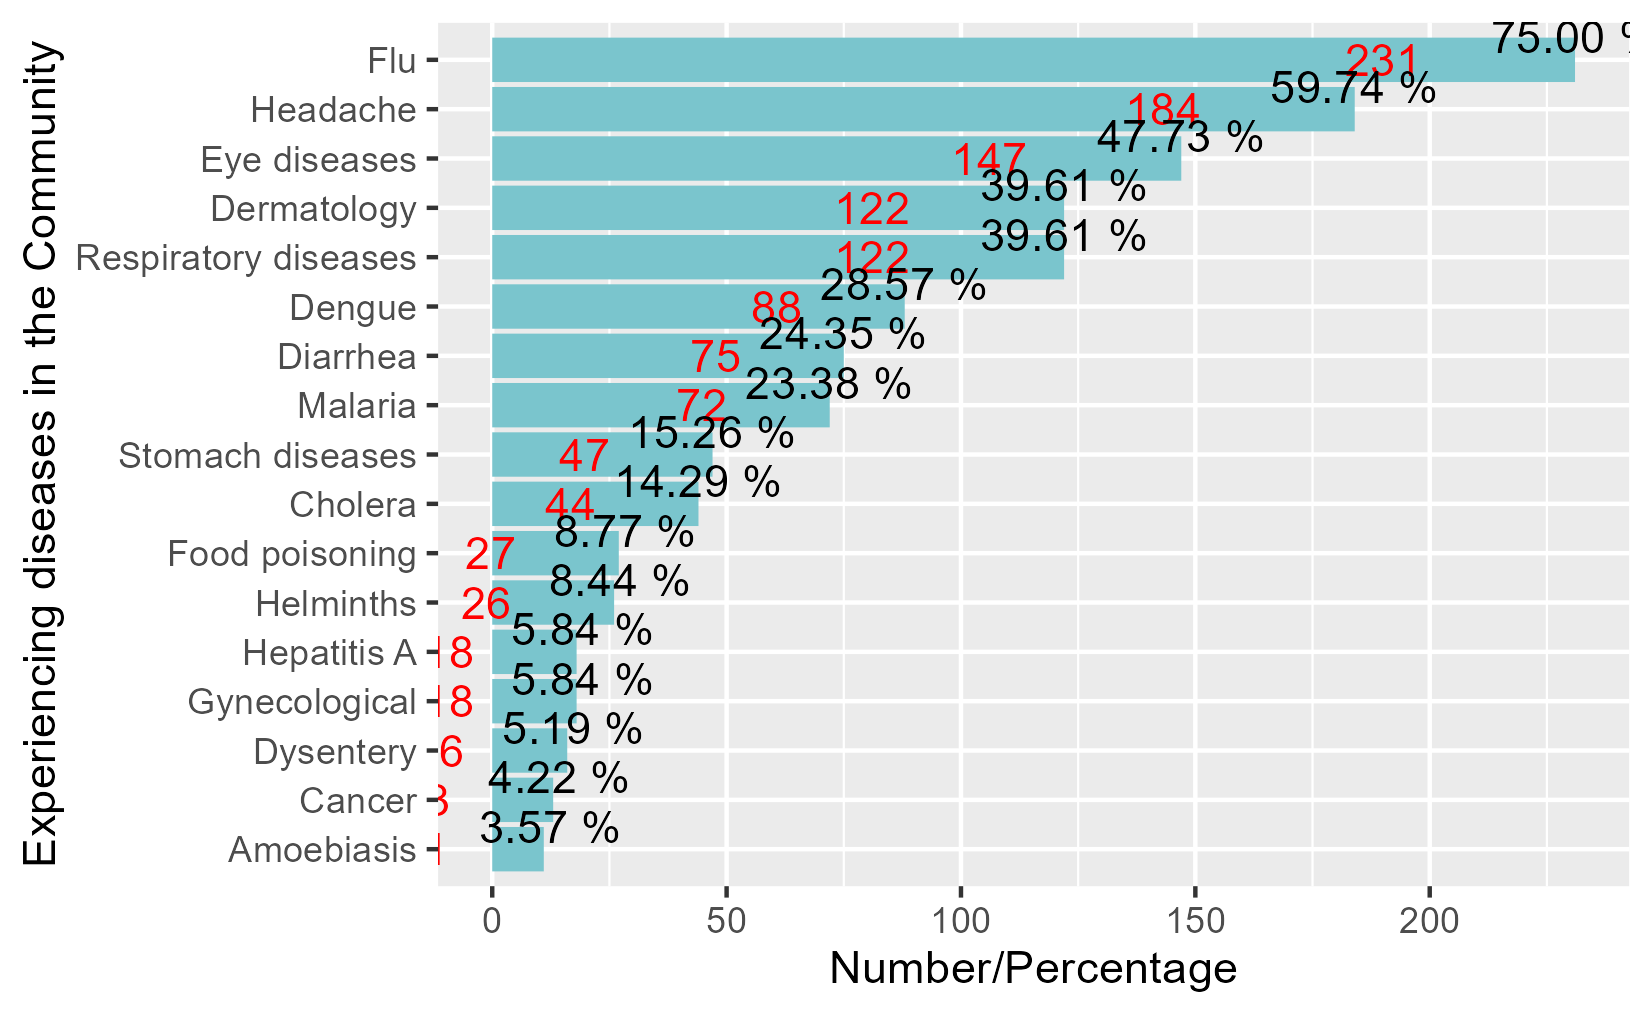 Experiencing diseases in the Community
Flu 231 75.00 %
Headache 184 59.74 %
Eye diseases 147 47.73 %
Dermatology 122 39.61 %
Respiratory diseases 122 39.61 %
Dengue 88 28.57 %
Diarrhea 75 24.35 %
Malaria 72 23.38 %
Stomach diseases 47 15.26 %
Cholera 44 14.29 %
Food poisoning 27 8.77 %
Helminths 26 8.44 %
Hepatitis A 8 5.84 %
Gynecological 8 5.84 %
Dysentery 6 5.19 %
Cancer 4.22 %
Amoebiasis 3.57 %
0 50 100 150 200
Number/Percentage